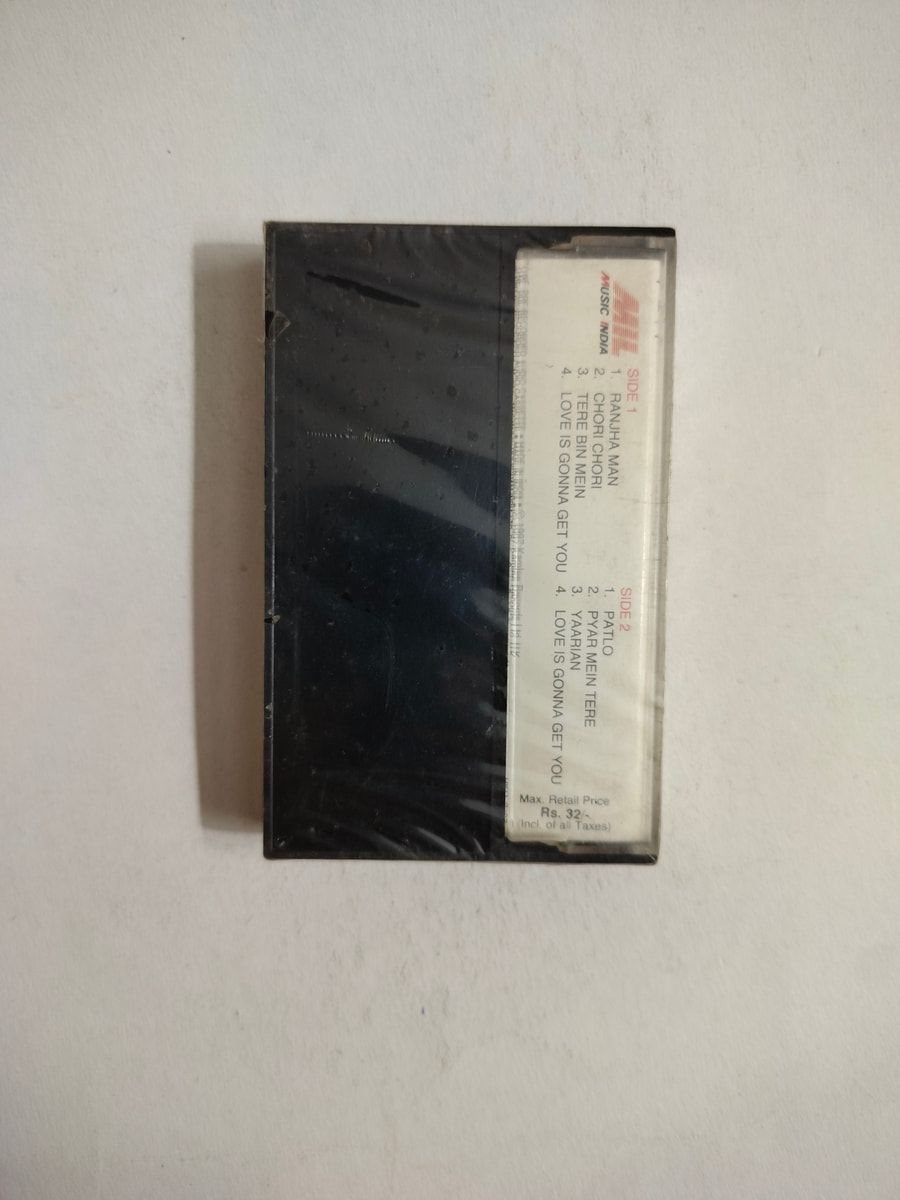 MIL
MUSIC INDIA
SIDE 1
1. RANJHA MAN
2. CHORI CHORI
3. TERE BIN MEIN
4. LOVE IS GONNA GET YOU
SIDE 2
1. PATLO
2. PYAR MEIN TERE
3. YAARIAN
4. LOVE IS GONNA GET YOU
Max. Retail Price
Rs. 32/-
(Incl. of all Taxes)